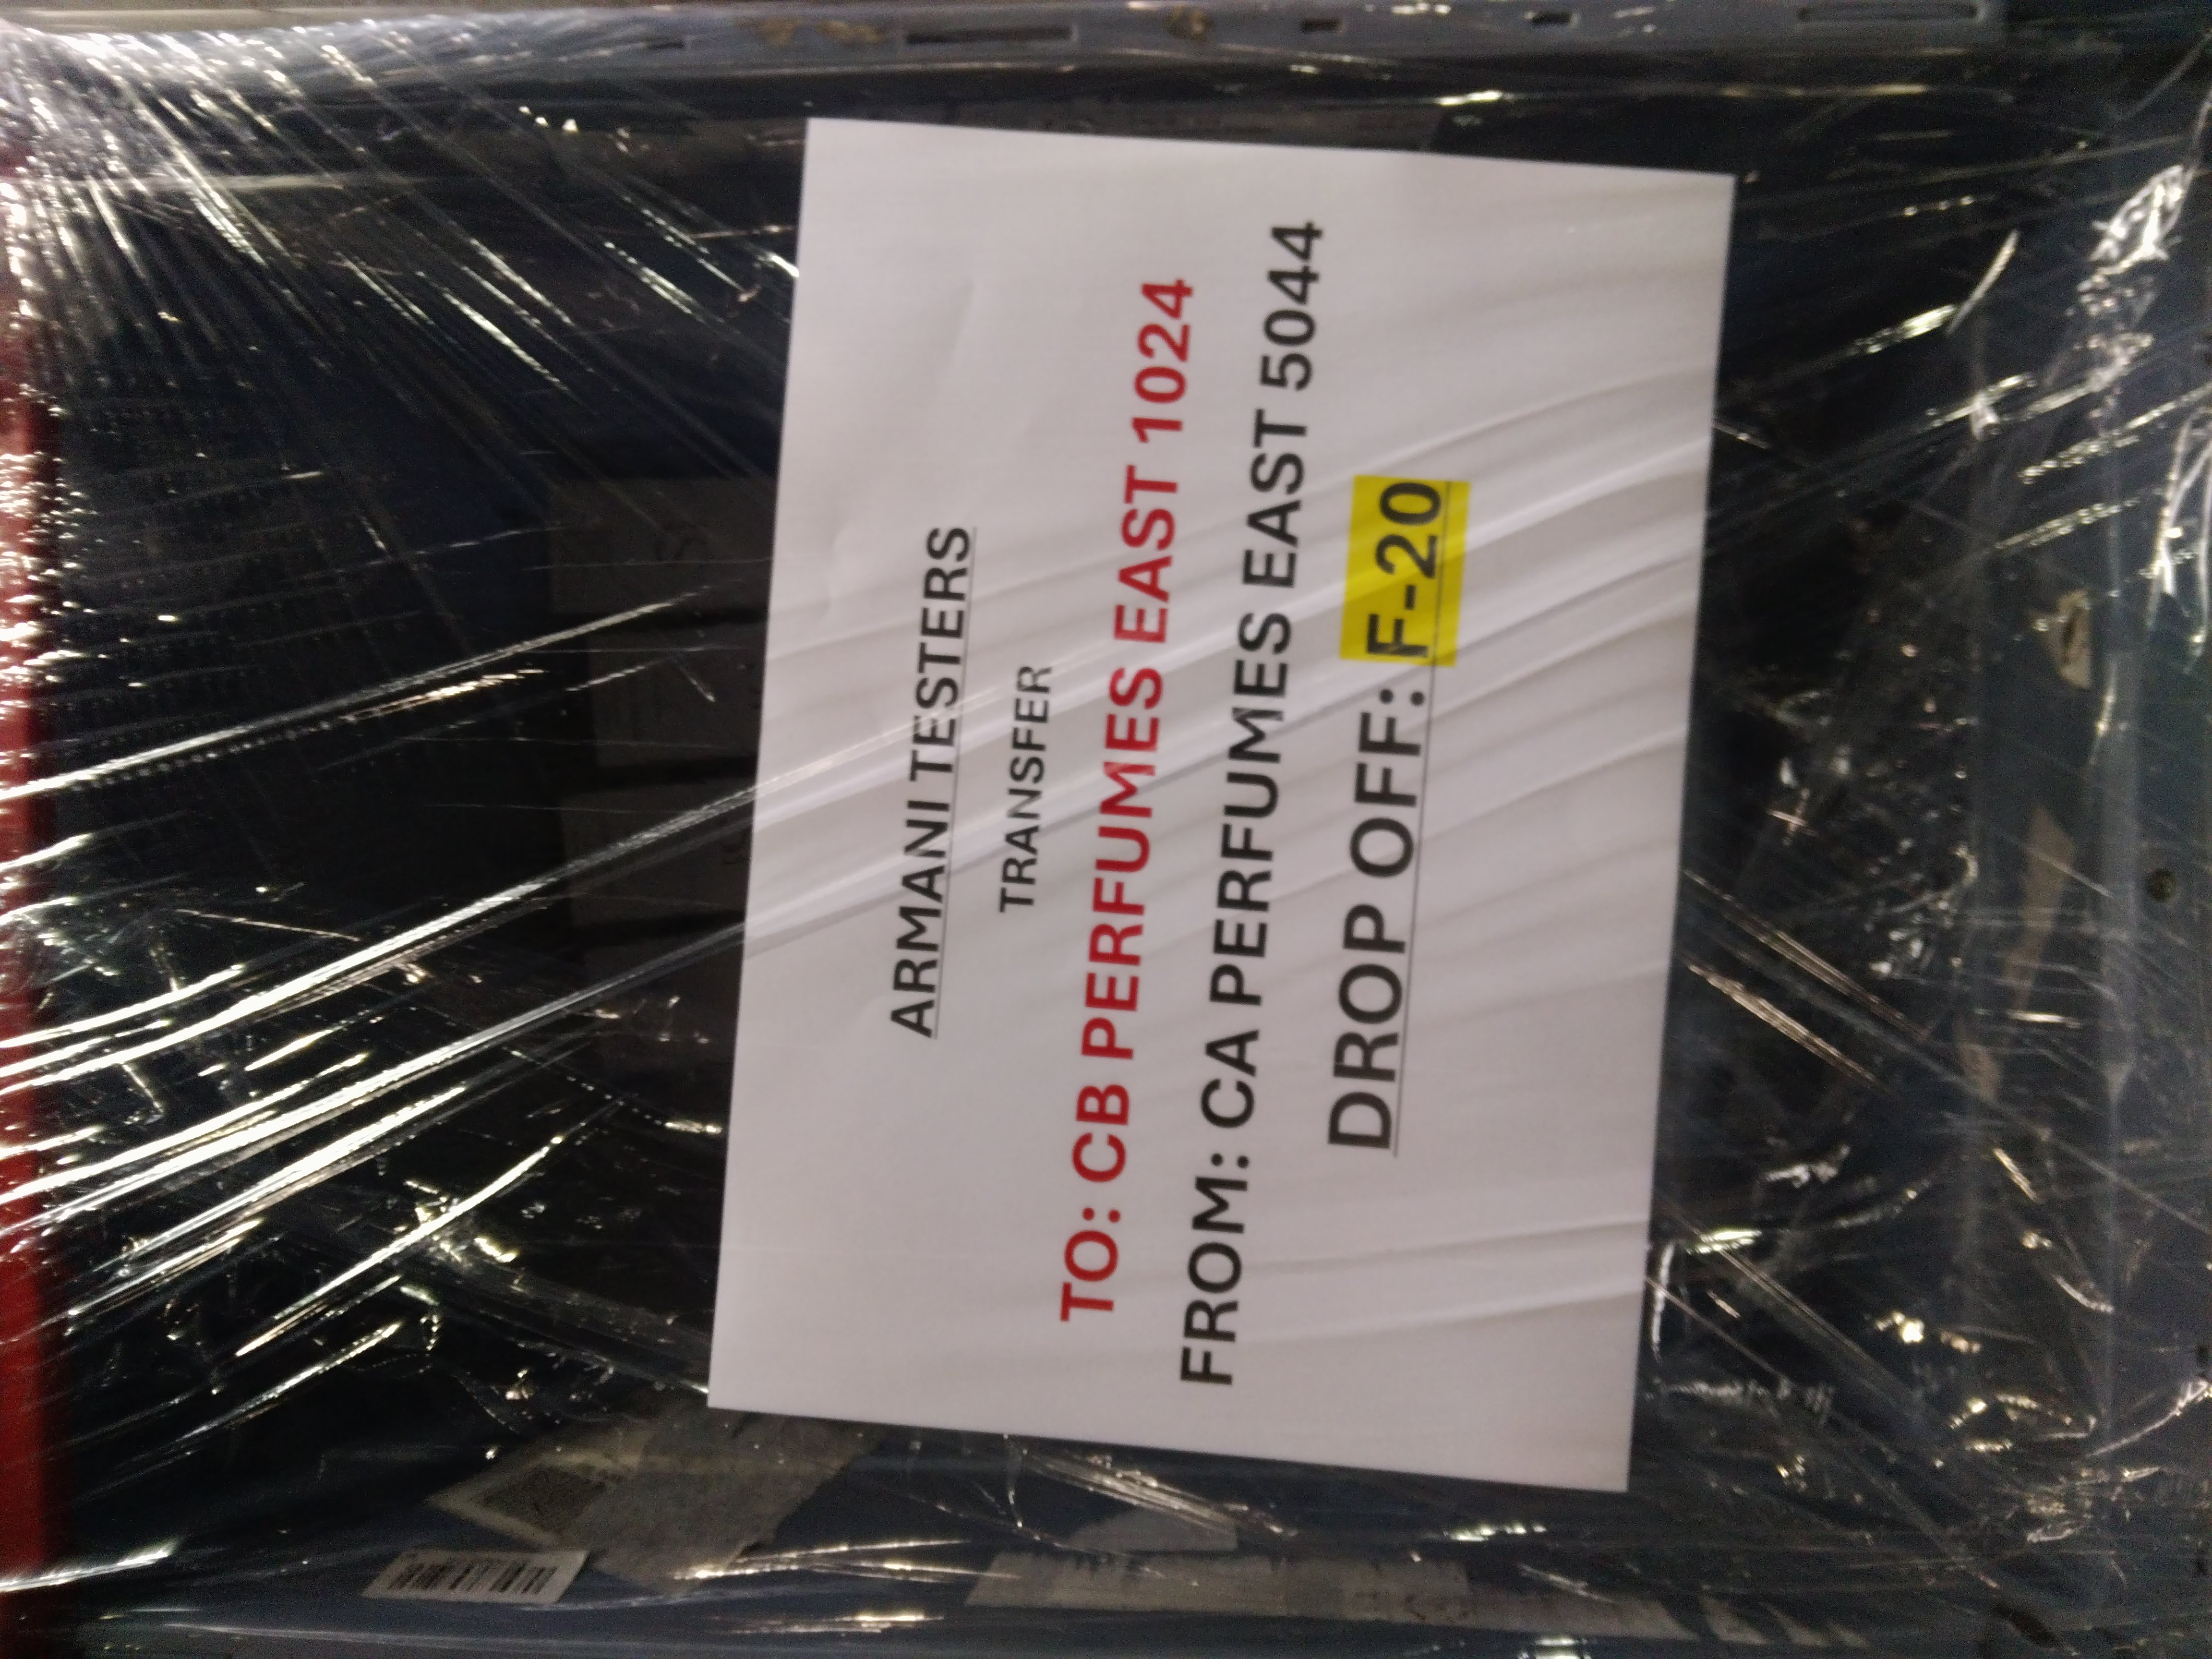 ARMANI TESTERS
TRANSFER
TO: CB PERFUMES EAST 1024
FROM: CA PERFUMES EAST 5044
DROP OFF: F-20